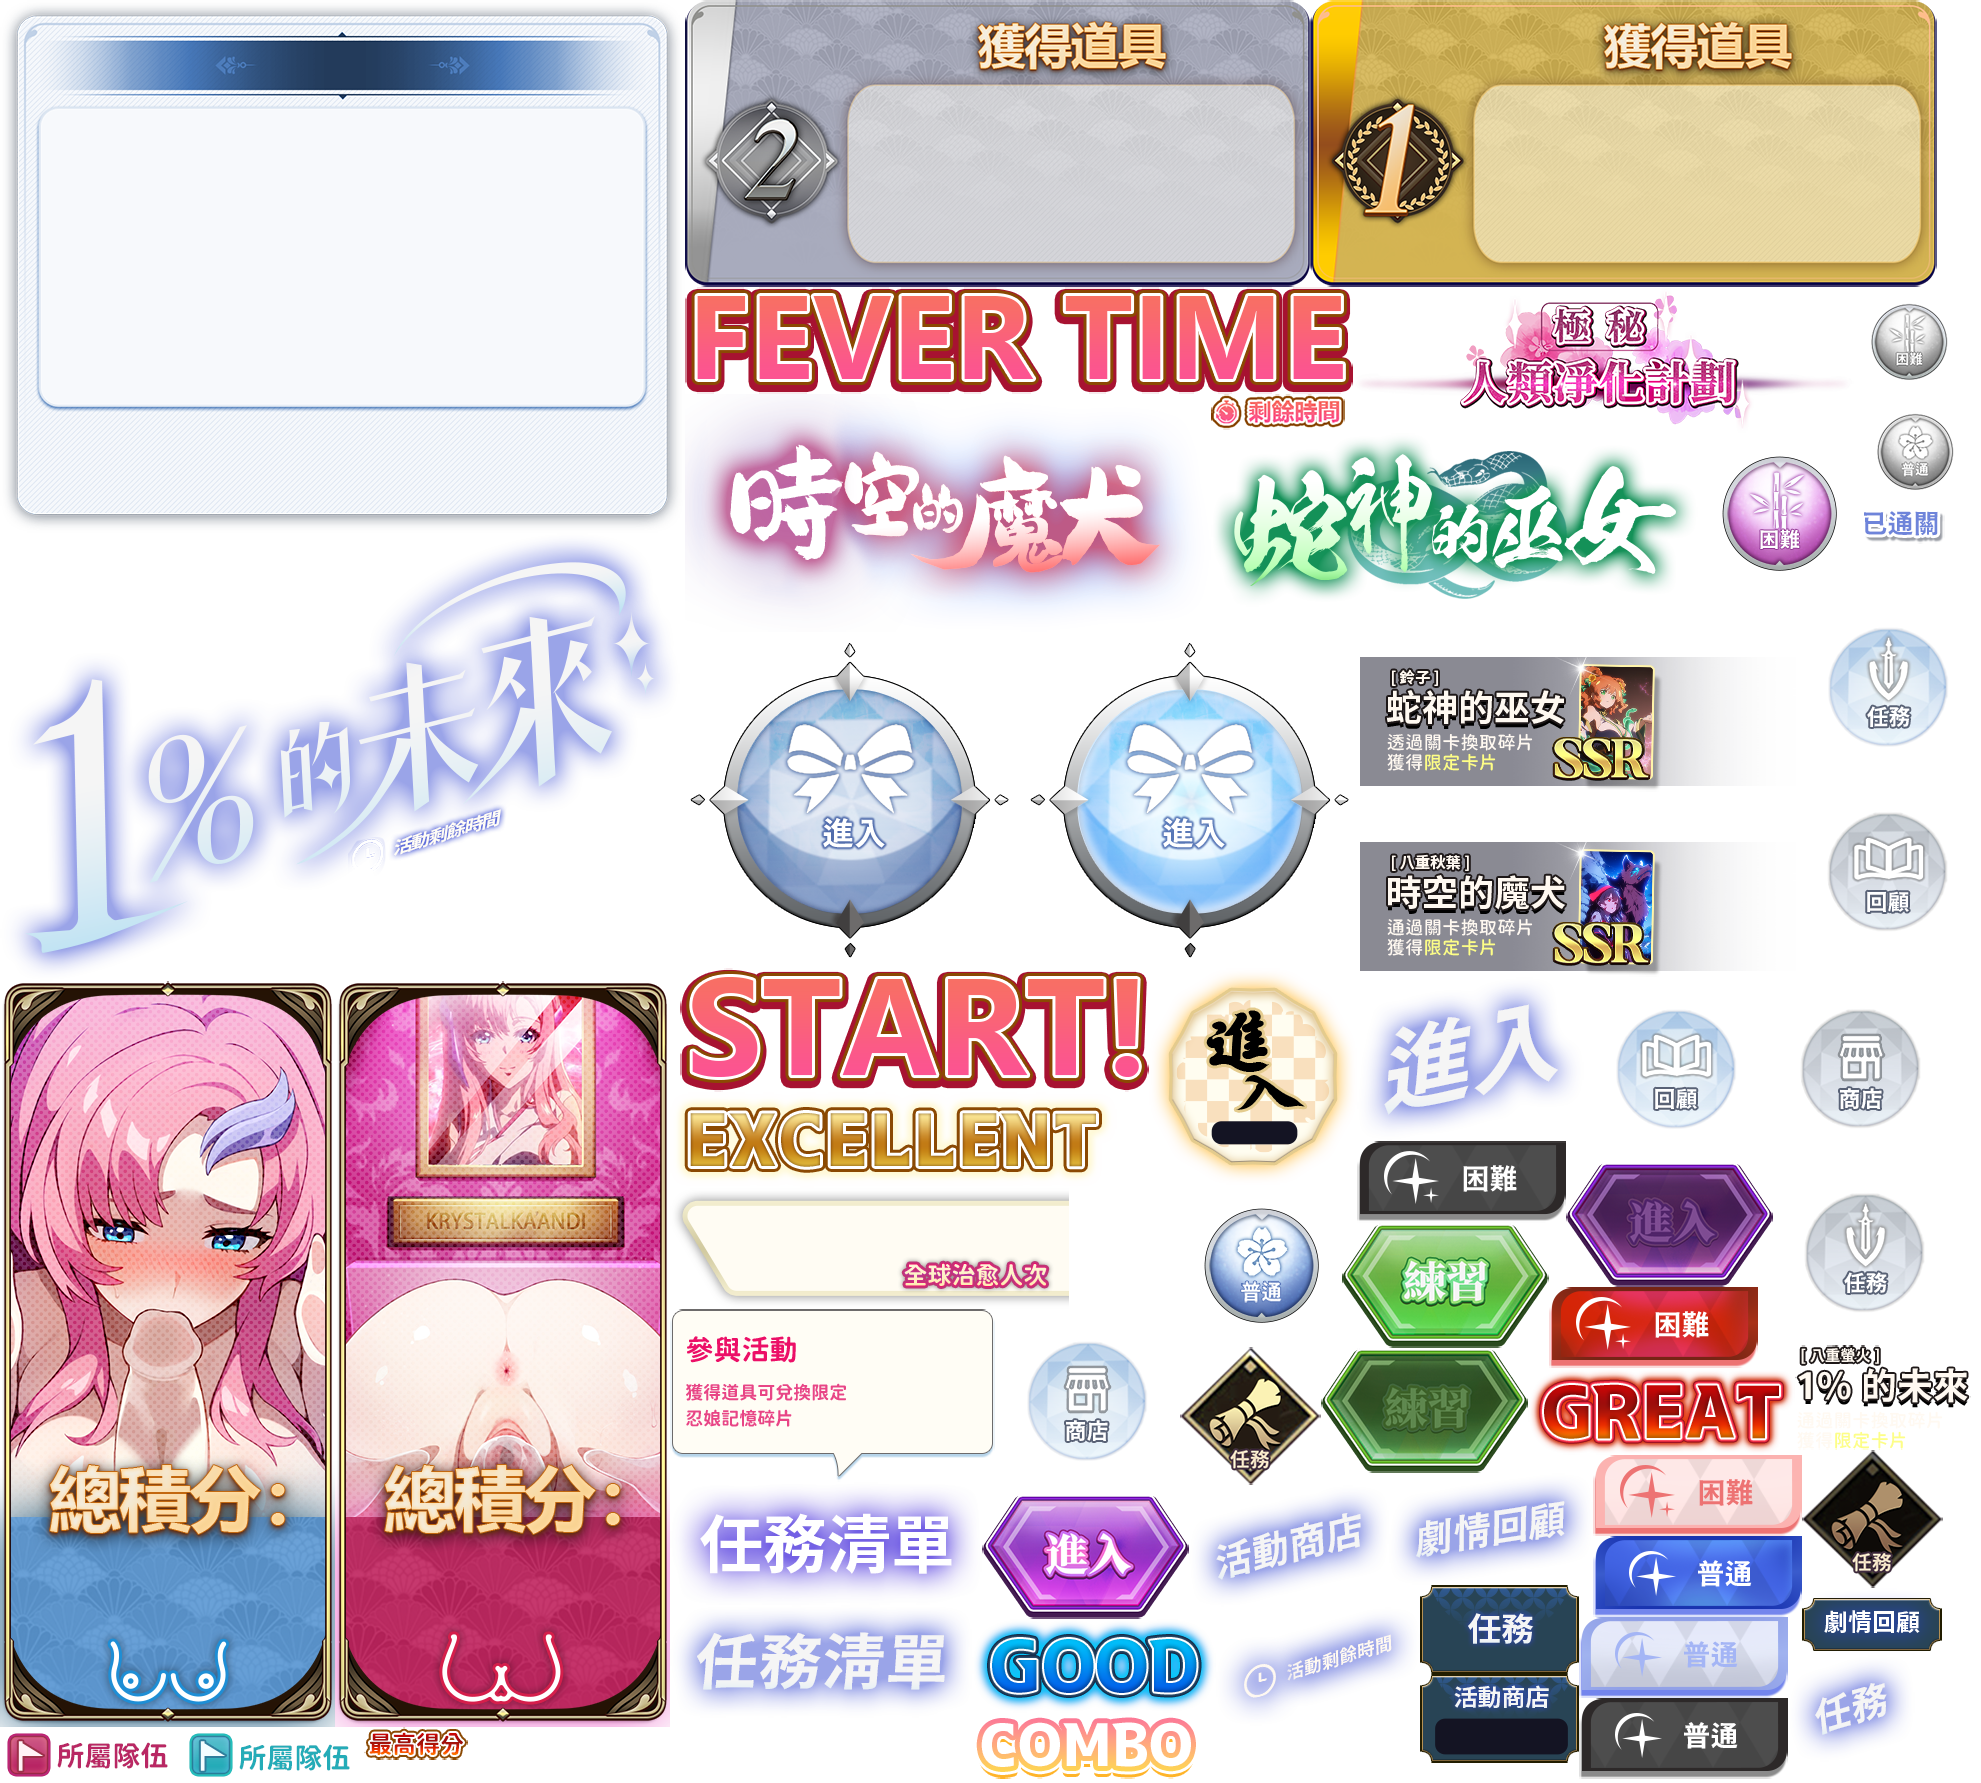 獲得道具
2
獲得道具
1
FEVER TIME
剩餘時間
極秘
人類淨化計劃
困難
普通
時空的魔犬
蛇神的巫女
困難
已通關
1%的未來
活動剩餘時間
進入
進入
[鈴子]
蛇神的巫女
透過關卡換取碎片
獲得限定卡片
SSR
任務
[八重秋葉]
時空的魔犬
通過關卡換取碎片
獲得限定卡片
SSR
回顧
START!
進入
進入
回顧
商店
EXCELLENT
KRYSTALKA'ANDI
困難
進入
全球治愈人次
普通
練習
任務
困難
參與活動
獲得道具可兌換限定
忍娘記憶碎片
商店
任務
練習
GREAT
[八重螢火]
1% 的未來
限定卡片
總積分:
總積分:
任務清單
進入
活動商店
劇情回顧
困難
任務
普通
任務清單
GOOD
活動剩餘時間
任務
活動商店
普通
劇情回顧
任務
普通
COMBO
所屬隊伍
所屬隊伍
最高得分